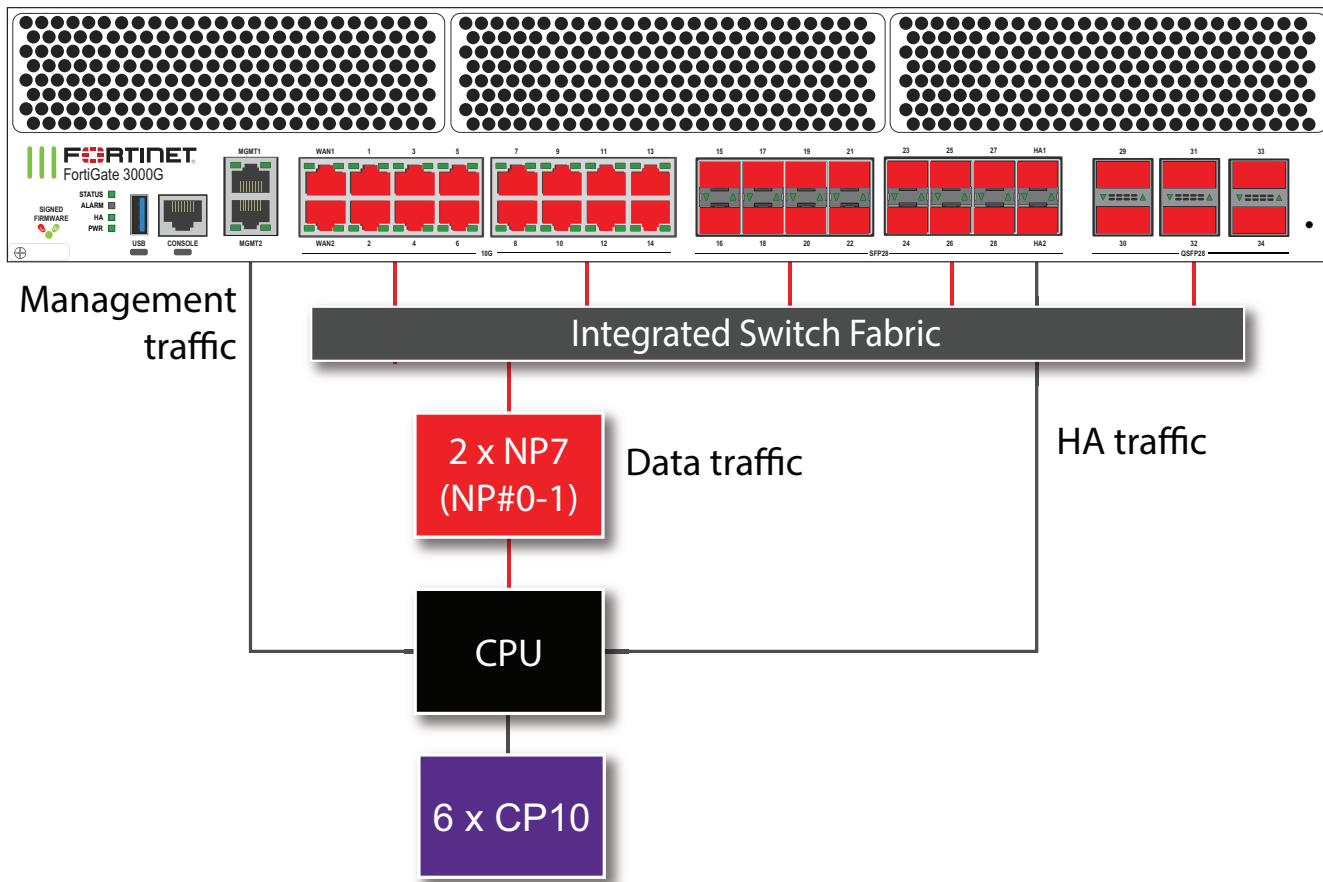 FORTINET
FortiGate 3000G
STATUS
ALARM
HA
PWR
SIGNED
FIRMWARE
USB
CONSOLE
MGMT1
MGMT2
WAN1 1 3 5 7 9 11 13 15 17 19 21 23 25 27 HA1 29 31 33
WAN2 2 4 6 8 10 12 14 16 18 20 22 24 26 28 HA2 30 32 34
10G SFP28 QSFP28
Management
traffic
Integrated Switch Fabric
2 x NP7
(NP#0-1)
Data traffic
HA traffic
CPU
6 x CP10